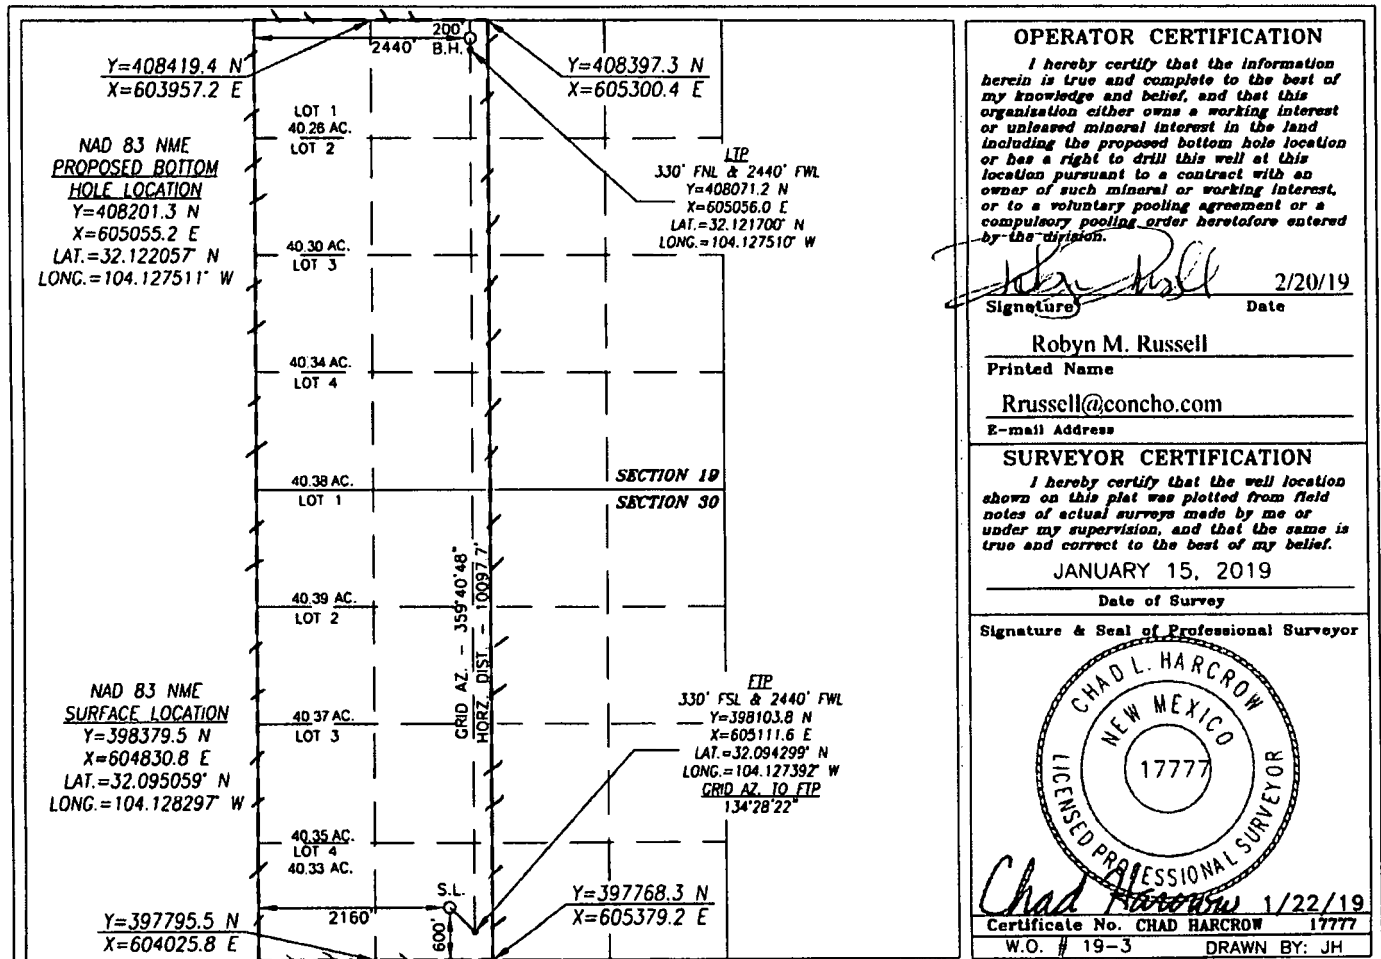 200'
2440'
B.H.
Y=408419.4 N
X=603957.2 E
Y=408397.3 N
X=605300.4 E
LOT 1
40.26 AC.
LOT 2
NAD 83 NME
PROPOSED BOTTOM
HOLE LOCATION
Y=408201.3 N
X=605055.2 E
LAT.=32.122057° N
LONG.=104.127511° W
LTP
330' FNL & 2440' FWL
Y=408071.2 N
X=605056.0 E
LAT.=32.121700° N
LONG.=104.127510° W
40.30 AC.
LOT 3
40.34 AC.
LOT 4
40.38 AC.
LOT 1
SECTION 19
SECTION 30
GRID AZ. - 359°40'48"
HORZ. DIST. - 10097.7'
40.39 AC.
LOT 2
NAD 83 NME
SURFACE LOCATION
Y=398379.5 N
X=604830.8 E
LAT.=32.095059° N
LONG.=104.128297° W
40.37 AC.
LOT 3
FTP
330' FSL & 2440' FWL
Y=398103.8 N
X=605111.6 E
LAT.=32.094299° N
LONG.=104.127392° W
GRID AZ. TO FTP
134°28'22"
40.35 AC.
LOT 4
40.33 AC.
S.L.
2160'
600'
Y=397795.5 N
X=604025.8 E
Y=397768.3 N
X=605379.2 E
OPERATOR CERTIFICATION
I hereby certify that the information
herein is true and complete to the best of
my knowledge and belief, and that this
organization either owns a working interest
or unleased mineral interest in the land
including the proposed bottom hole location
or has a right to drill this well at this
location pursuant to a contract with an
owner of such mineral or working interest,
or to a voluntary pooling agreement or a
compulsory pooling order heretofore entered
by the division.
Robyn Russell 2/20/19
Signature Date
Robyn M. Russell
Printed Name
Rrussell@concho.com
E-mail Address
SURVEYOR CERTIFICATION
I hereby certify that the well location
shown on this plat was plotted from field
notes of actual surveys made by me or
under my supervision, and that the same is
true and correct to the best of my belief.
JANUARY 15, 2019
Date of Survey
Signature & Seal of Professional Surveyor
CHAD L. HARCROW
NEW MEXICO
17777
LICENSED PROFESSIONAL SURVEYOR
Chad Harcrow 1/22/19
Certificate No. CHAD HARCROW 17777
W.O. # 19-3 DRAWN BY: JH